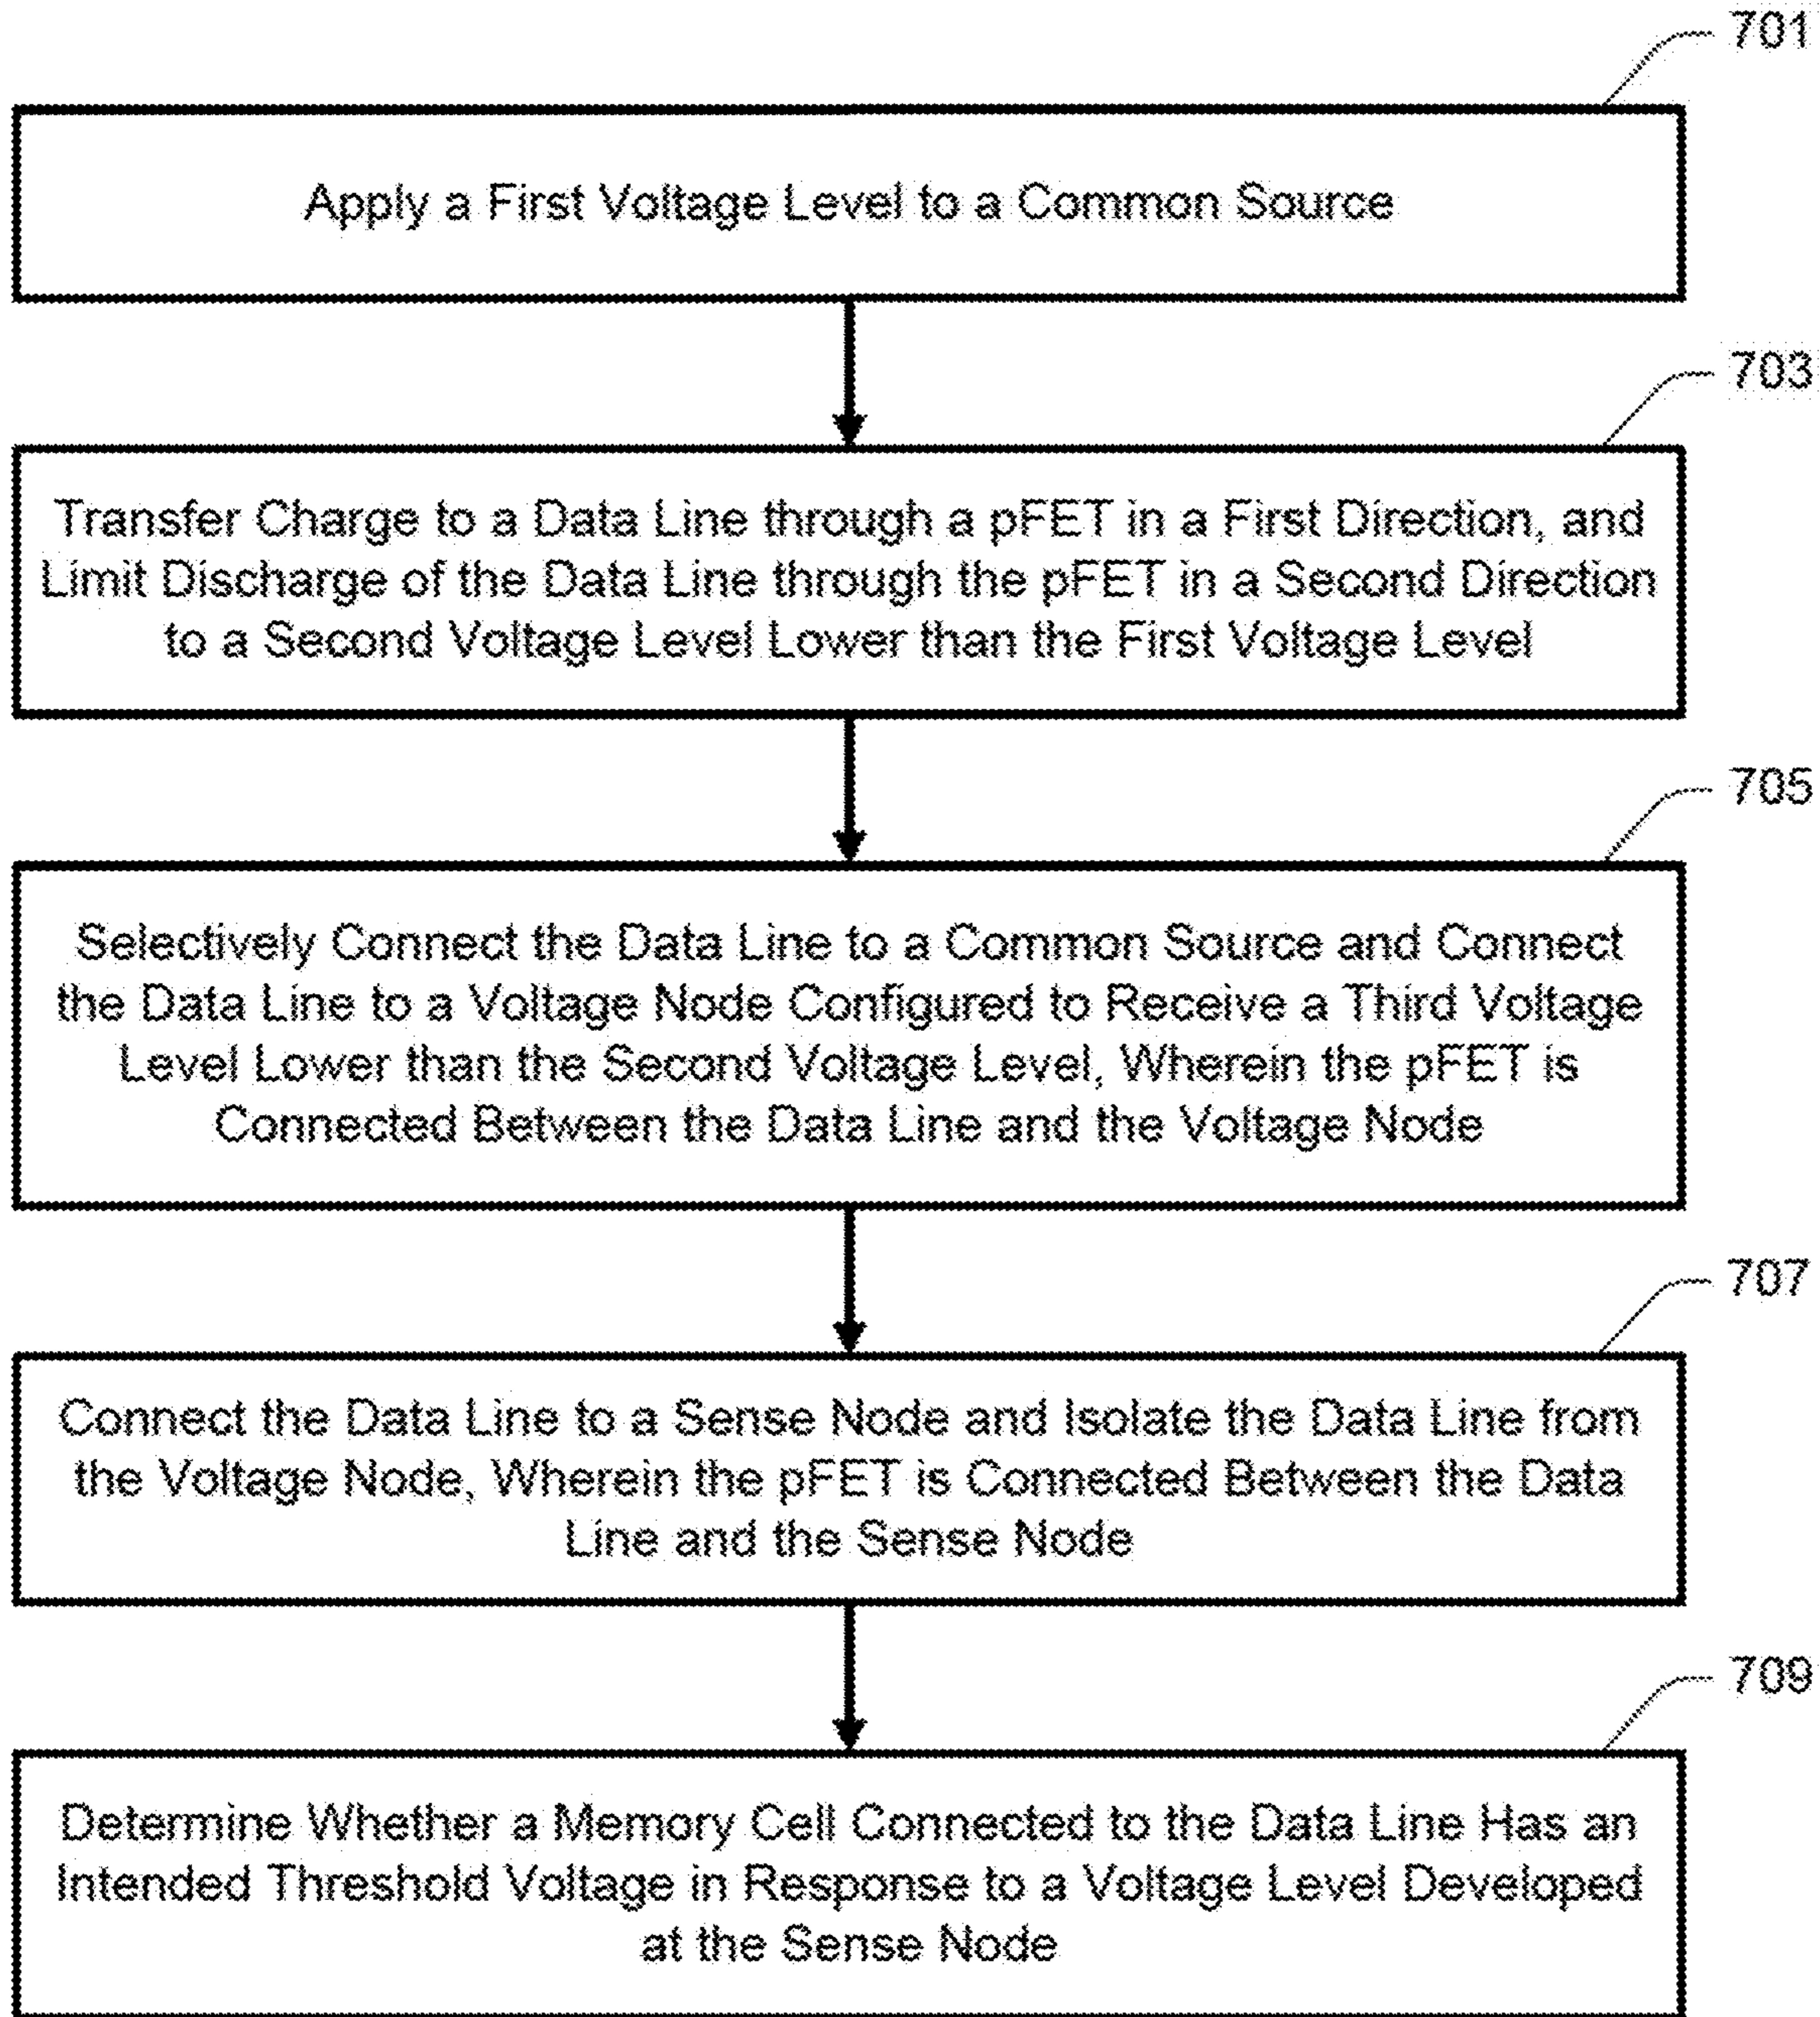 701
Apply a First Voltage Level to a Common Source
703
Transfer Charge to a Data Line through a pFET in a First Direction, and
Limit Discharge of the Data Line through the pFET in a Second Direction
to a Second Voltage Level Lower than the First Voltage Level
705
Selectively Connect the Data Line to a Common Source and Connect
the Data Line to a Voltage Node Configured to Receive a Third Voltage
Level Lower than the Second Voltage Level, Wherein the pFET is
Connected Between the Data Line and the Voltage Node
707
Connect the Data Line to a Sense Node and Isolate the Data Line from
the Voltage Node, Wherein the pFET is Connected Between the Data
Line and the Sense Node
709
Determine Whether a Memory Cell Connected to the Data Line Has an
Intended Threshold Voltage in Response to a Voltage Level Developed
at the Sense Node